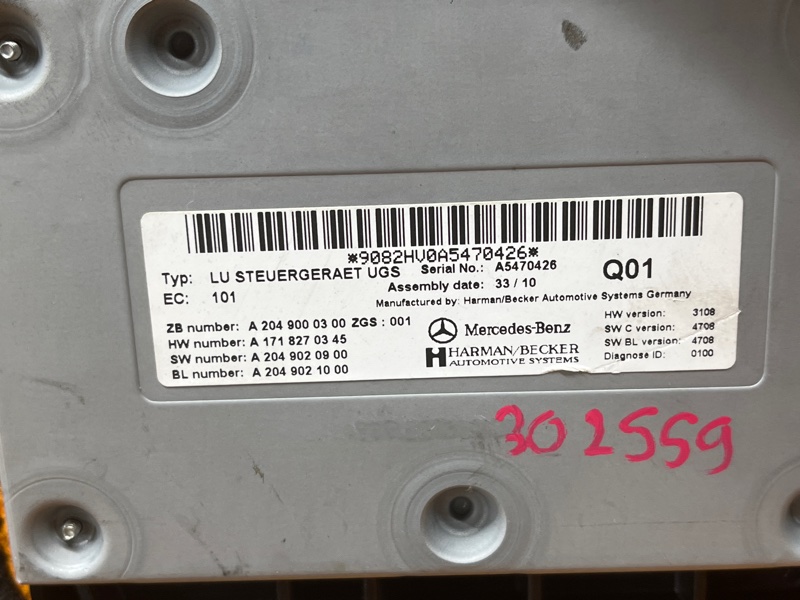 *9082HV0A5470426*
Typ: LU STEUERGERAET UGS Serial No.: A5470426 Q01
EC: 101 Assembly date: 33 / 10
Manufactured by: Harman/Becker Automotive Systems Germany
ZB number: A 204 900 0300 ZGS : 001
HW number: A 171 827 03 45
SW number: A 204 902 09 00
BL number: A 204 902 10 00
Mercedes-Benz
HARMAN/BECKER
AUTOMOTIVE SYSTEMS
HW version: 3108
SW C version: 4708
SW BL version: 4708
Diagnose ID: 0100
302559